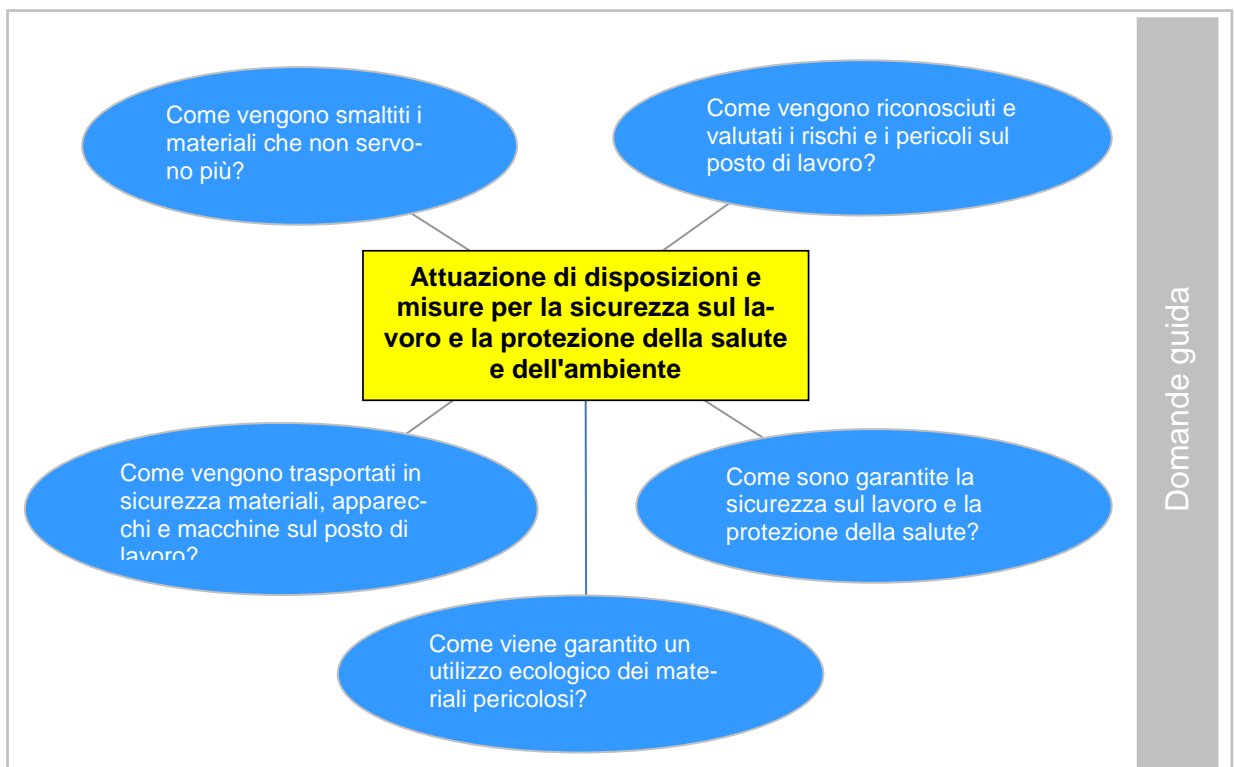 Come vengono smaltiti i
materiali che non servo-
no più?
Come vengono riconosciuti e
valutati i rischi e i pericoli sul
posto di lavoro?
Attuazione di disposizioni e
misure per la sicurezza sul la-
voro e la protezione della salute
e dell'ambiente
Come vengono trasportati in
sicurezza materiali, apparec-
chi e macchine sul posto di
lavoro?
Come sono garantite la
sicurezza sul lavoro e la
protezione della salute?
Come viene garantito un
utilizzo ecologico dei mate-
riali pericolosi?
Domande guida